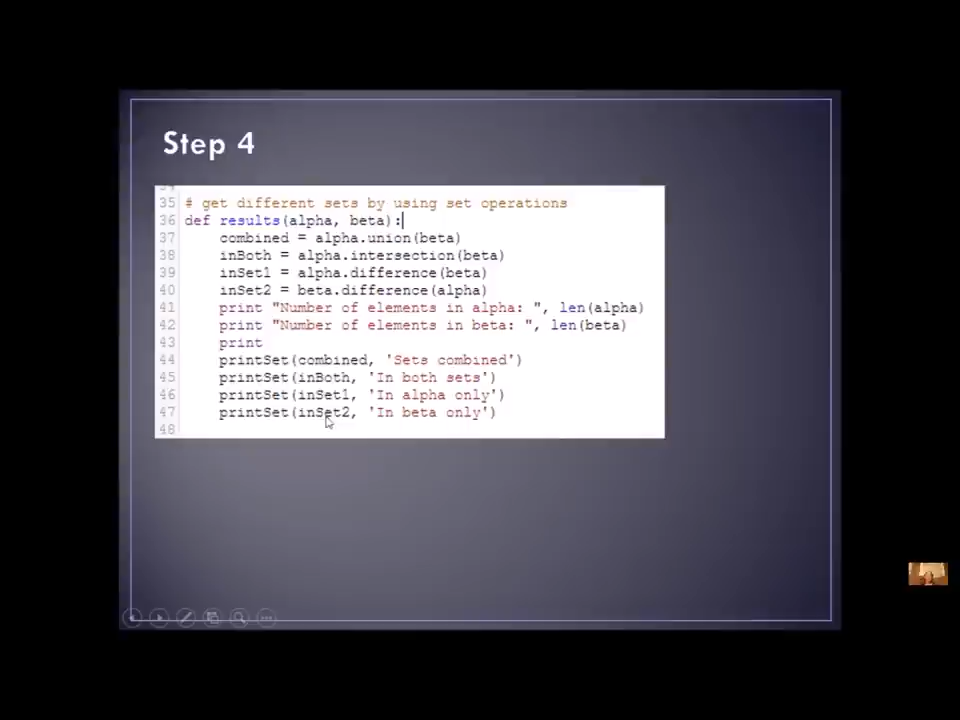 Step 4
34
35 # get different sets by using set operations
36 def results(alpha, beta):
37 combined = alpha.union(beta)
38 inBoth = alpha.intersection(beta)
39 inSet1 = alpha.difference(beta)
40 inSet2 = beta.difference(alpha)
41 print "Number of elements in alpha: ", len(alpha)
42 print "Number of elements in beta: ", len(beta)
43 print
44 printSet(combined, 'Sets combined')
45 printSet(inBoth, 'In both sets')
46 printSet(inSet1, 'In alpha only')
47 printSet(inSet2, 'In beta only')
48